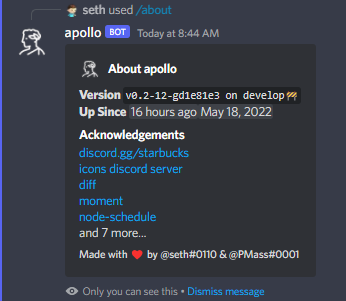 seth used /about
apollo BOT Today at 8:44 AM
About apollo
Version v0.2-12-gd1e81e3 on develop🚧
Up Since 16 hours ago May 18, 2022
Acknowledgements
discord.gg/starbucks
icons discord server
diff
moment
node-schedule
and 7 more...
Made with ❤️ by @seth#0110 & @PMass#0001
Only you can see this • Dismiss message